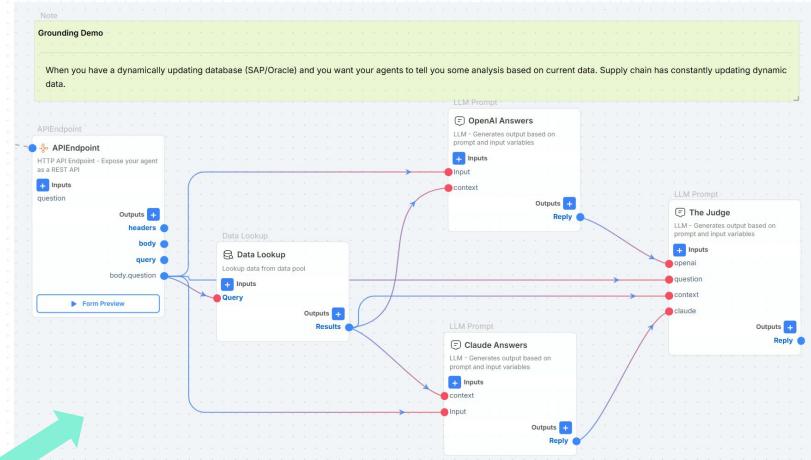 Note
Grounding Demo
When you have a dynamically updating database (SAP/Oracle) and you want your agents to tell you some analysis based on current data. Supply chain has constantly updating dynamic
data.
APIEndpoint
APIEndpoint
HTTP API Endpoint - Expose your agent
as a REST API
+ Inputs
question
Outputs +
headers
body
query
body.question
Form Preview
Data Lookup
Data Lookup
Lookup data from data pool
+ Inputs
Query
Outputs +
Results
LLM Prompt
OpenAI Answers
LLM - Generates output based on
prompt and input variables
+ Inputs
input
context
Outputs +
Reply
LLM Prompt
Claude Answers
LLM - Generates output based on
prompt and input variables
+ Inputs
context
input
Outputs +
Reply
LLM Prompt
The Judge
LLM - Generates output based on
prompt and input variables
+ Inputs
openai
question
context
claude
Outputs +
Reply